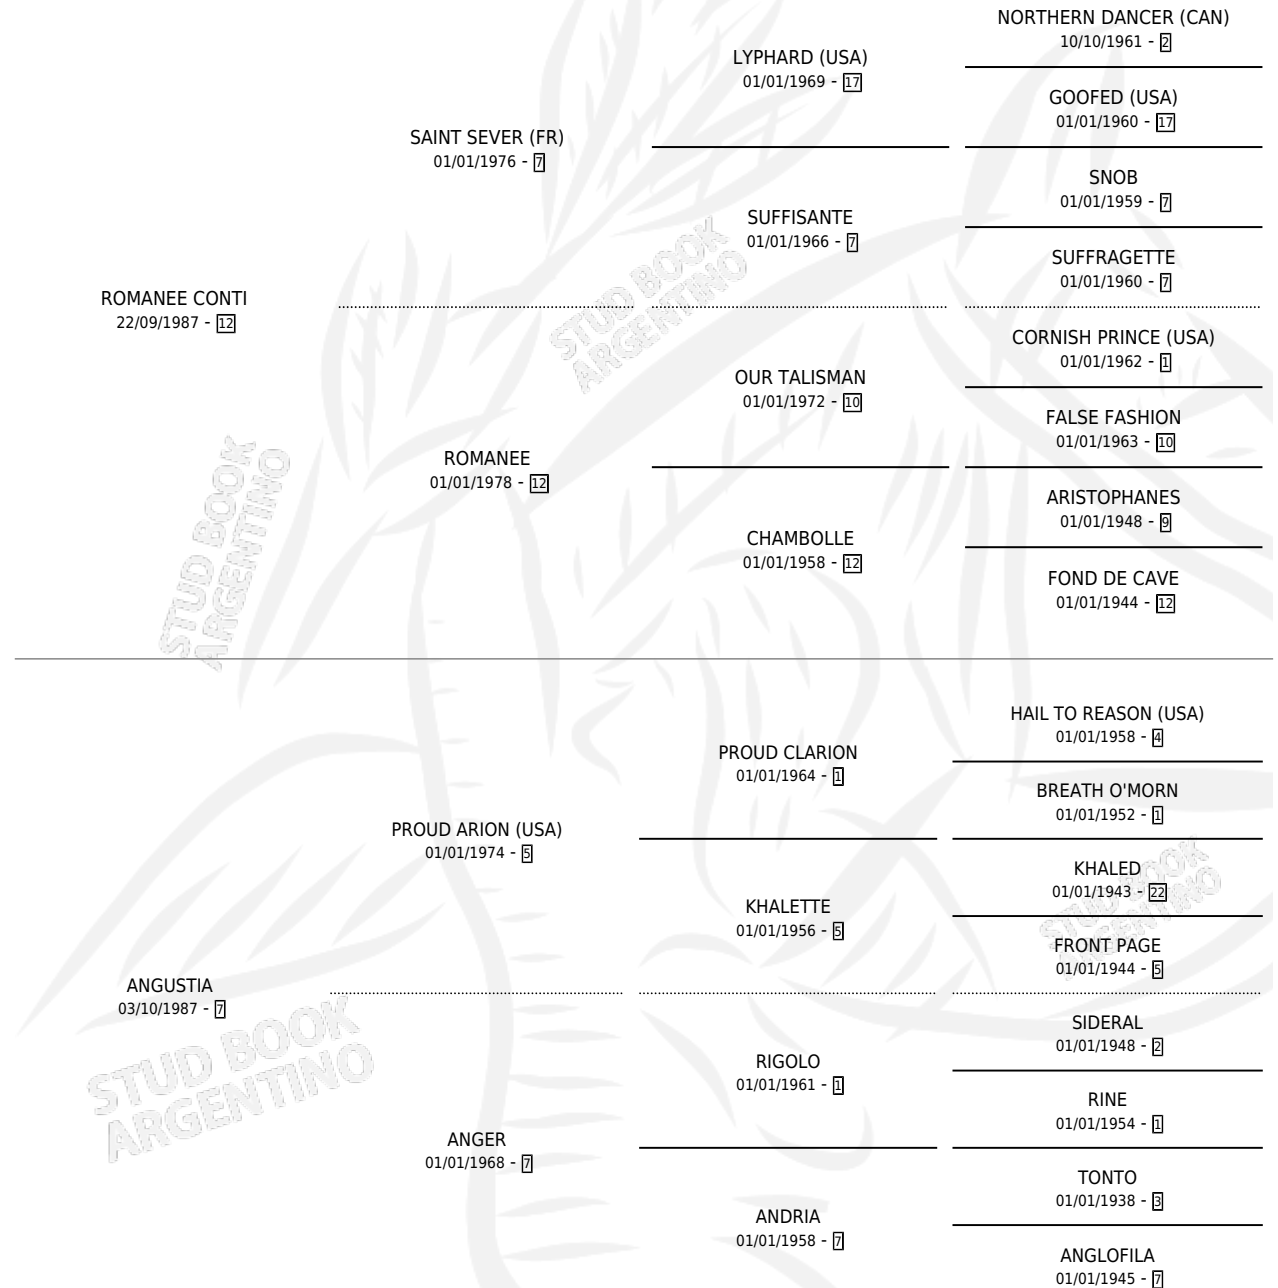 NORTHERN DANCER (CAN)
10/10/1961 - 2
LYPHARD (USA)
01/01/1969 - 17
GOOFED (USA)
01/01/1960 - 17
SAINT SEVER (FR)
01/01/1976 - 7
SNOB
01/01/1959 - 7
SUFFISANTE
01/01/1966 - 7
SUFFRAGETTE
01/01/1960 - 7
ROMANEE CONTI
22/09/1987 - 12
STUD BOOK
ARGENTINO
CORNISH PRINCE (USA)
01/01/1962 - 1
OUR TALISMAN
01/01/1972 - 10
FALSE FASHION
01/01/1963 - 10
ROMANEE
01/01/1978 - 12
ARISTOPHANES
01/01/1948 - 9
CHAMBOLLE
01/01/1958 - 12
FOND DE CAVE
01/01/1944 - 12
STUD BOOK
ARGENTINO
HAIL TO REASON (USA)
01/01/1958 - 4
PROUD CLARION
01/01/1964 - 1
BREATH O'MORN
01/01/1952 - 1
PROUD ARION (USA)
01/01/1974 - 5
KHALED
01/01/1943 - 22
STUD BOOK
ARGENTINO
KHALETTE
01/01/1956 - 5
FRONT PAGE
01/01/1944 - 5
ANGUSTIA
03/10/1987 - 7
STUD BOOK
ARGENTINO
SIDERAL
01/01/1948 - 2
RIGOLO
01/01/1961 - 1
RINE
01/01/1954 - 1
ANGER
01/01/1968 - 7
TONTO
01/01/1938 - 3
ANDRIA
01/01/1958 - 7
ANGLOFILA
01/01/1945 - 7